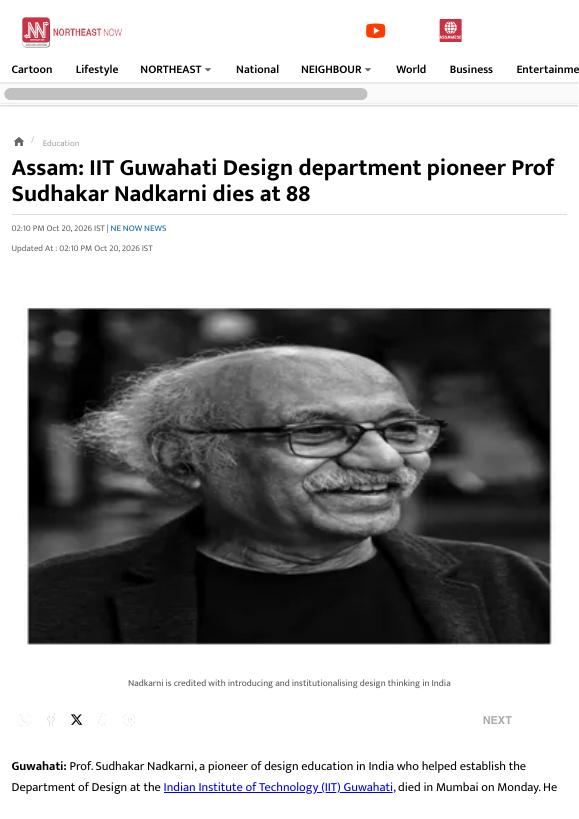 NORTHEAST NOW
ASSAMESE
Cartoon Lifestyle NORTHEAST National NEIGHBOUR World Business Entertainme
/ Education
Assam: IIT Guwahati Design department pioneer Prof
Sudhakar Nadkarni dies at 88
02:10 PM Oct 20, 2026 IST | NE NOW NEWS
Updated At : 02:10 PM Oct 20, 2026 IST
Nadkarni is credited with introducing and institutionalising design thinking in India
NEXT
Guwahati: Prof. Sudhakar Nadkarni, a pioneer of design education in India who helped establish the
Department of Design at the Indian Institute of Technology (IIT) Guwahati, died in Mumbai on Monday. He